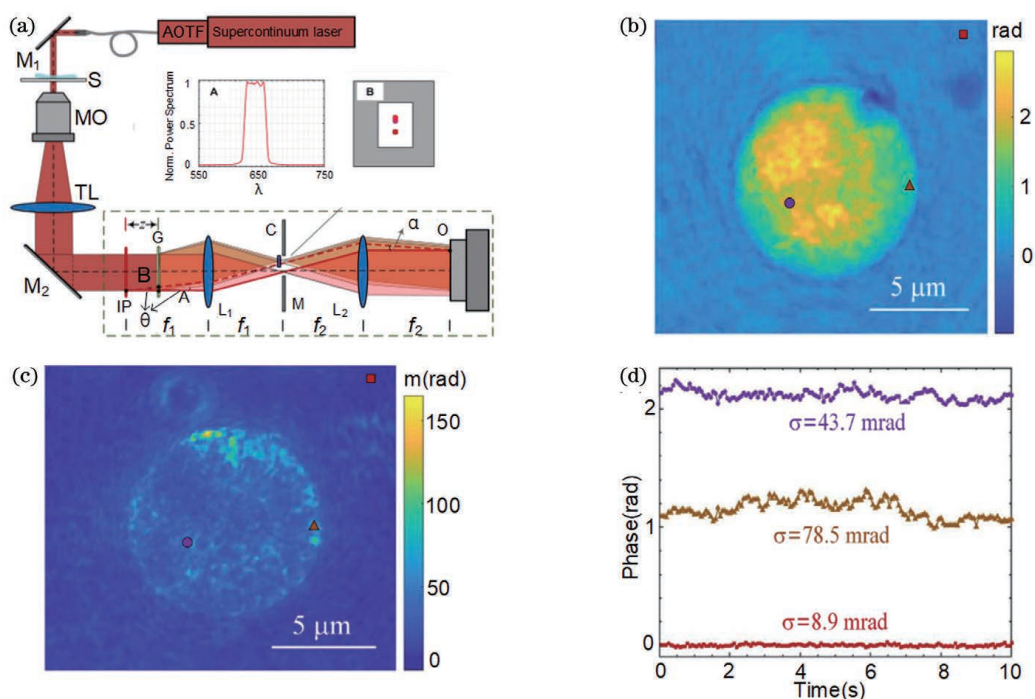 (a)
AOTF Supercontinuum laser
M1
S
MO
TL
M2
A
Norm. Power Spectrum
1
0.5
0
550 650 750
λ
B
z
G
B
IP
θ
A
L1
C
M
L2
α
O
f1 f1 f2 f2
(b)
rad
2
1
0
-1
5 μm
(c)
m(rad)
150
100
50
0
5 μm
(d)
Phase(rad)
2
1
0
σ=43.7 mrad
σ=78.5 mrad
σ=8.9 mrad
0 2 4 6 8 10
Time(s)